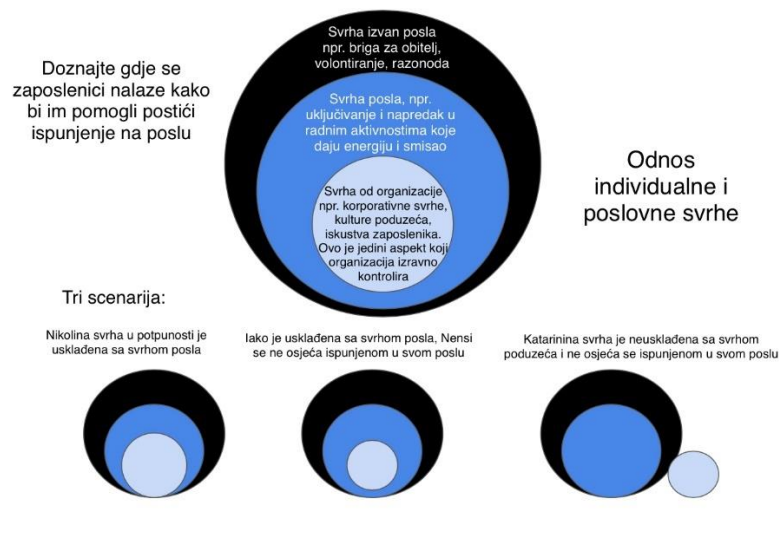 Doznajte gdje se
zaposlenici nalaze kako
bi im pomogli postići
ispunjenje na poslu
Svrha izvan posla
npr. briga za obitelj,
volontiranje, razonoda
Svrha posla, npr.
uključivanje i napredak u
radnim aktivnostima koje
daju energiju i smisao
Svrha od organizacije
npr. korporativne svrhe,
kulture poduzeća,
iskustva zaposlenika.
Ovo je jedini aspekt koji
organizacija izravno
kontrolira
Odnos
individualne i
poslovne svrhe
Tri scenarija:
Nikolina svrha u potpunosti je
usklađena sa svrhom posla
Iako je usklađena sa svrhom posla, Nensi
se ne osjeća ispunjenom u svom poslu
Katarinina svrha je neusklađena sa svrhom
poduzeća i ne osjeća se ispunjenom u svom poslu